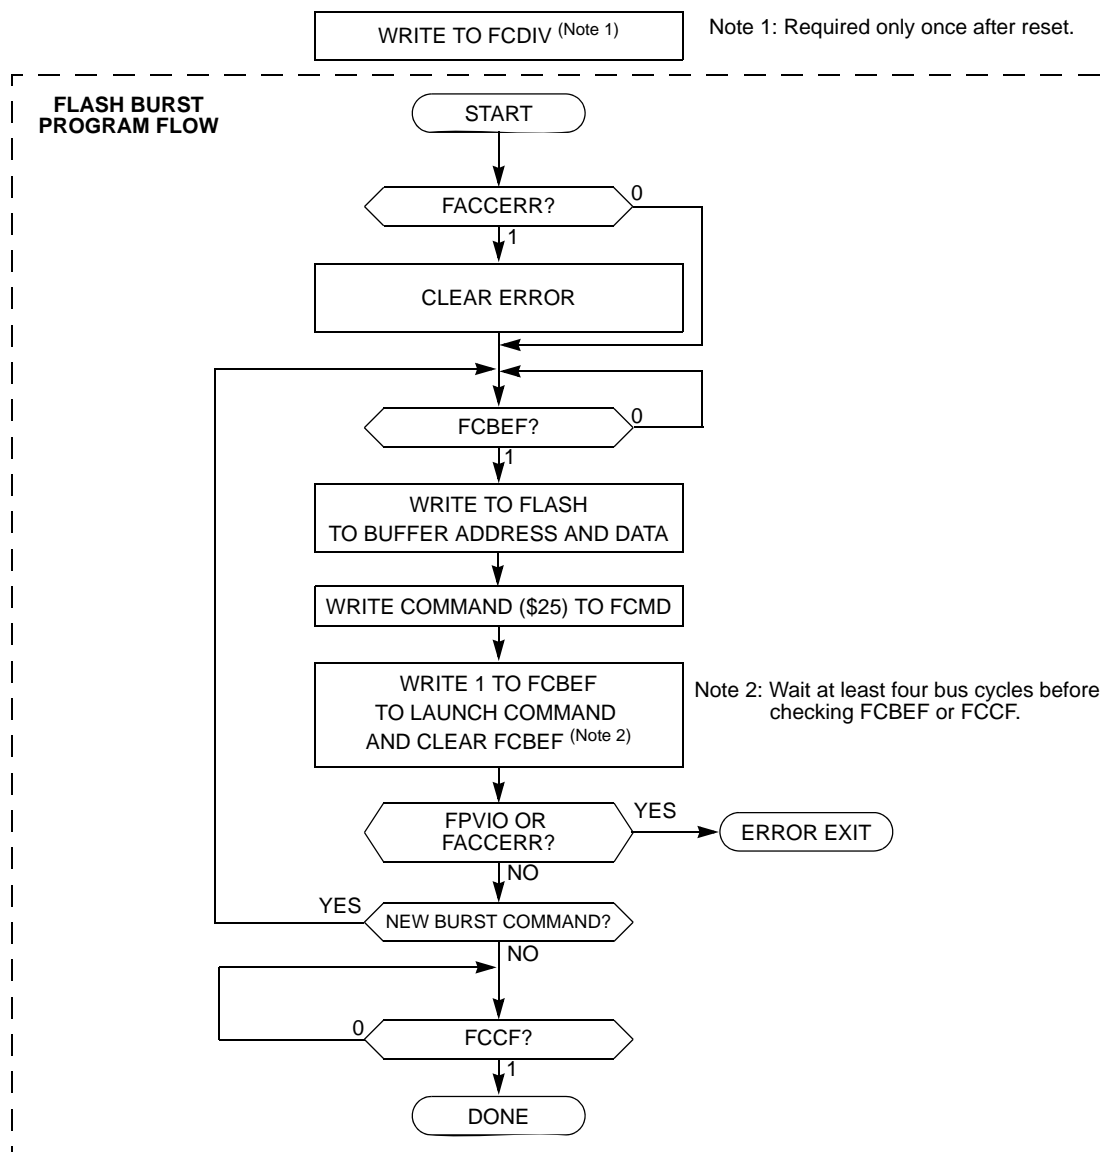 WRITE TO FCDIV (Note 1)
Note 1: Required only once after reset.
FLASH BURST
PROGRAM FLOW
START
FACCERR?
0
1
CLEAR ERROR
FCBEF?
0
1
WRITE TO FLASH
TO BUFFER ADDRESS AND DATA
WRITE COMMAND ($25) TO FCMD
WRITE 1 TO FCBEF
TO LAUNCH COMMAND
AND CLEAR FCBEF (Note 2)
Note 2: Wait at least four bus cycles before
checking FCBEF or FCCF.
FPVIO OR
FACCERR?
YES
ERROR EXIT
NO
YES
NEW BURST COMMAND?
NO
0
FCCF?
1
DONE